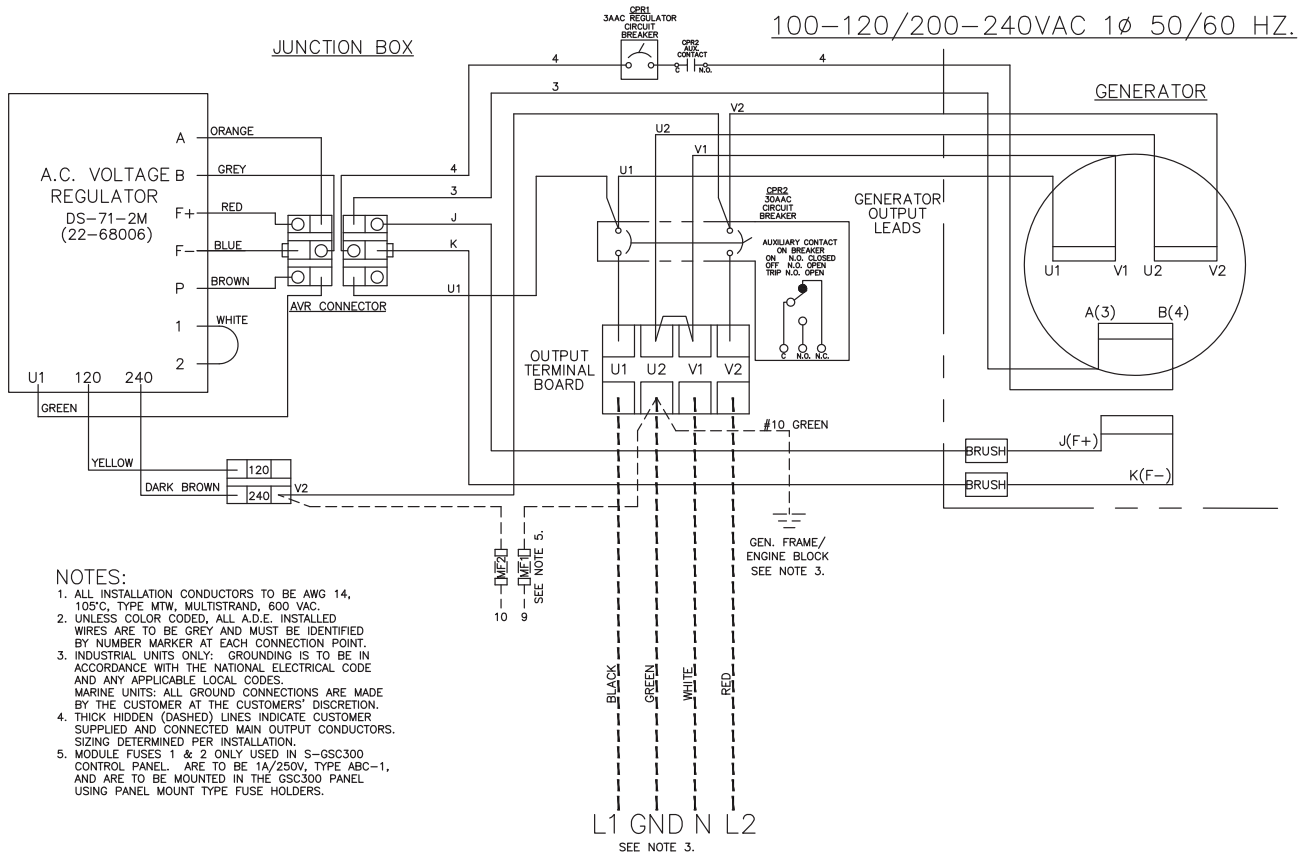 100-120/200-240VAC 1ø 50/60 HZ.
JUNCTION BOX
CPR1
3AAC REGULATOR
CIRCUIT
BREAKER
CPR2
AUX.
CONTACT
C
N.O.
4
4
3
GENERATOR
V2
U2
V1
U1
A.C. VOLTAGE
REGULATOR
DS-71-2M
(22-68006)
A
ORANGE
B
GREY
F+
RED
F-
BLUE
P
BROWN
1
WHITE
2
U1
120
240
GREEN
YELLOW
DARK BROWN
120
240
V2
4
3
J
K
U1
AVR CONNECTOR
CPR2
30AAC
CIRCUIT
BREAKER
AUXILIARY CONTACT
ON BREAKER
ON N.O. CLOSED
OFF N.O. OPEN
TRIP N.O. OPEN
C
N.O.
N.C.
GENERATOR
OUTPUT
LEADS
U1
V1
U2
V2
A(3)
B(4)
OUTPUT
TERMINAL
BOARD
U1
U2
V1
V2
#10 GREEN
BRUSH
J(F+)
BRUSH
K(F-)
GEN. FRAME/
ENGINE BLOCK
SEE NOTE 3.
MF2
MF1
SEE NOTE 5.
10
9
BLACK
GREEN
WHITE
RED
NOTES:
1. ALL INSTALLATION CONDUCTORS TO BE AWG 14,
105°C, TYPE MTW, MULTISTRAND, 600 VAC.
2. UNLESS COLOR CODED, ALL A.D.E. INSTALLED
WIRES ARE TO BE GREY AND MUST BE IDENTIFIED
BY NUMBER MARKER AT EACH CONNECTION POINT.
3. INDUSTRIAL UNITS ONLY: GROUNDING IS TO BE IN
ACCORDANCE WITH THE NATIONAL ELECTRICAL CODE
AND ANY APPLICABLE LOCAL CODES.
MARINE UNITS: ALL GROUND CONNECTIONS ARE MADE
BY THE CUSTOMER AT THE CUSTOMERS' DISCRETION.
4. THICK HIDDEN (DASHED) LINES INDICATE CUSTOMER
SUPPLIED AND CONNECTED MAIN OUTPUT CONDUCTORS.
SIZING DETERMINED PER INSTALLATION.
5. MODULE FUSES 1 & 2 ONLY USED IN S-GSC300
CONTROL PANEL. ARE TO BE 1A/250V, TYPE ABC-1,
AND ARE TO BE MOUNTED IN THE GSC300 PANEL
USING PANEL MOUNT TYPE FUSE HOLDERS.
L1 GND N L2
SEE NOTE 3.